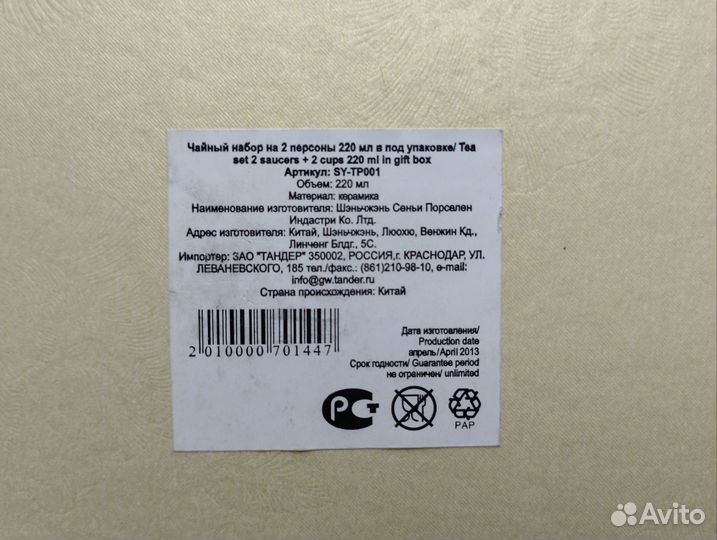 Чайный набор на 2 персоны 220 мл в под упаковке/ Tea
set 2 saucers + 2 cups 220 ml in gift box
Артикул: SY-TP001
Объем: 220 мл
Материал: керамика
Наименование изготовителя: Шэньчжэнь Сеньи Порселен
Индастри Ко. Лтд.
Адрес изготовителя: Китай, Шэньчжэнь, Люохю, Венжин Кд.,
Линченг Блдг., 5С.
Импортер: ЗАО "ТАНДЕР" 350002, РОССИЯ,г. КРАСНОДАР, УЛ.
ЛЕВАНЕВСКОГО, 185 тел./факс.: (861)210-98-10, e-mail:
info@gw.tander.ru
Страна происхождения: Китай
2 010000 701447
Дата изготовления/
Production date
апрель/April 2013
Срок годности/ Guarantee period
не ограничен/ unlimited
РСТ
PAP
Avito